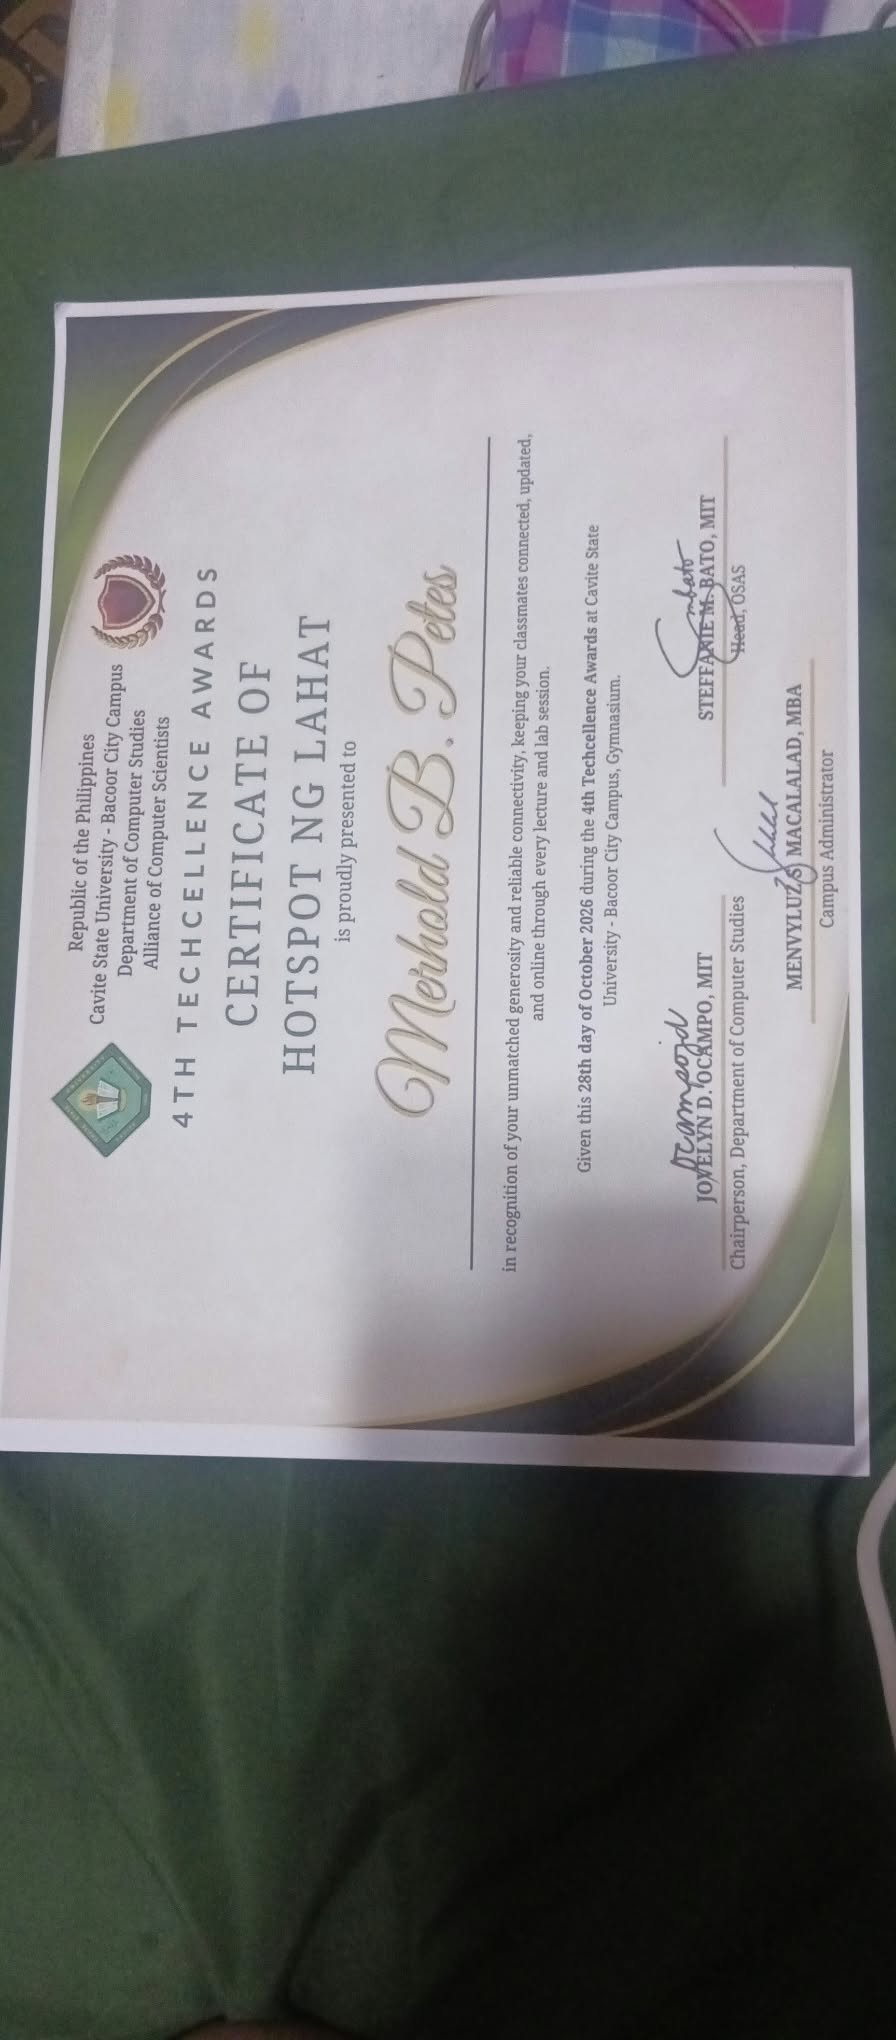 Republic of the Philippines
Cavite State University - Bacoor City Campus
Department of Computer Studies
Alliance of Computer Scientists
4TH TECHCELLENCE AWARDS
CERTIFICATE OF
HOTSPOT NG LAHAT
is proudly presented to
Merhold B. Petes
in recognition of your unmatched generosity and reliable connectivity, keeping your classmates connected, updated,
and online through every lecture and lab session.
Given this 28th day of October 2026 during the 4th Techcellence Awards at Cavite State
University - Bacoor City Campus, Gymnasium.
JOVELYN D. OCAMPO, MIT
Chairperson, Department of Computer Studies
STEFFANIE M. BATO, MIT
Head, OSAS
MENVYLUZ S. MACALALAD, MBA
Campus Administrator